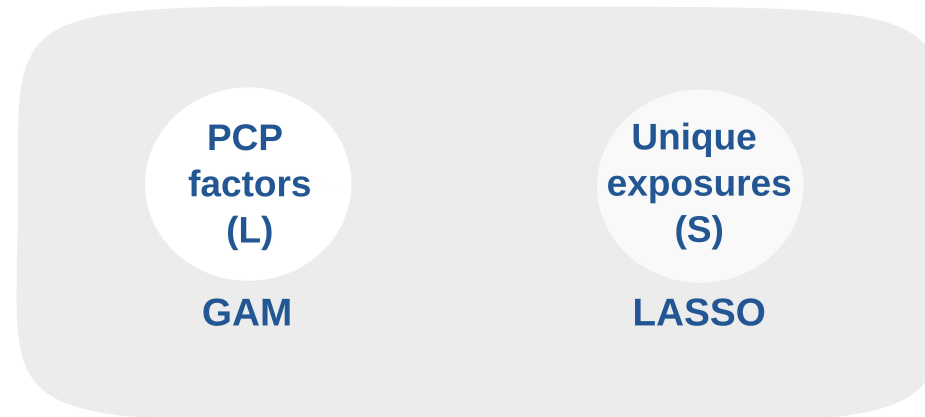 PCP
factors
(L)
GAM
Unique
exposures
(S)
LASSO